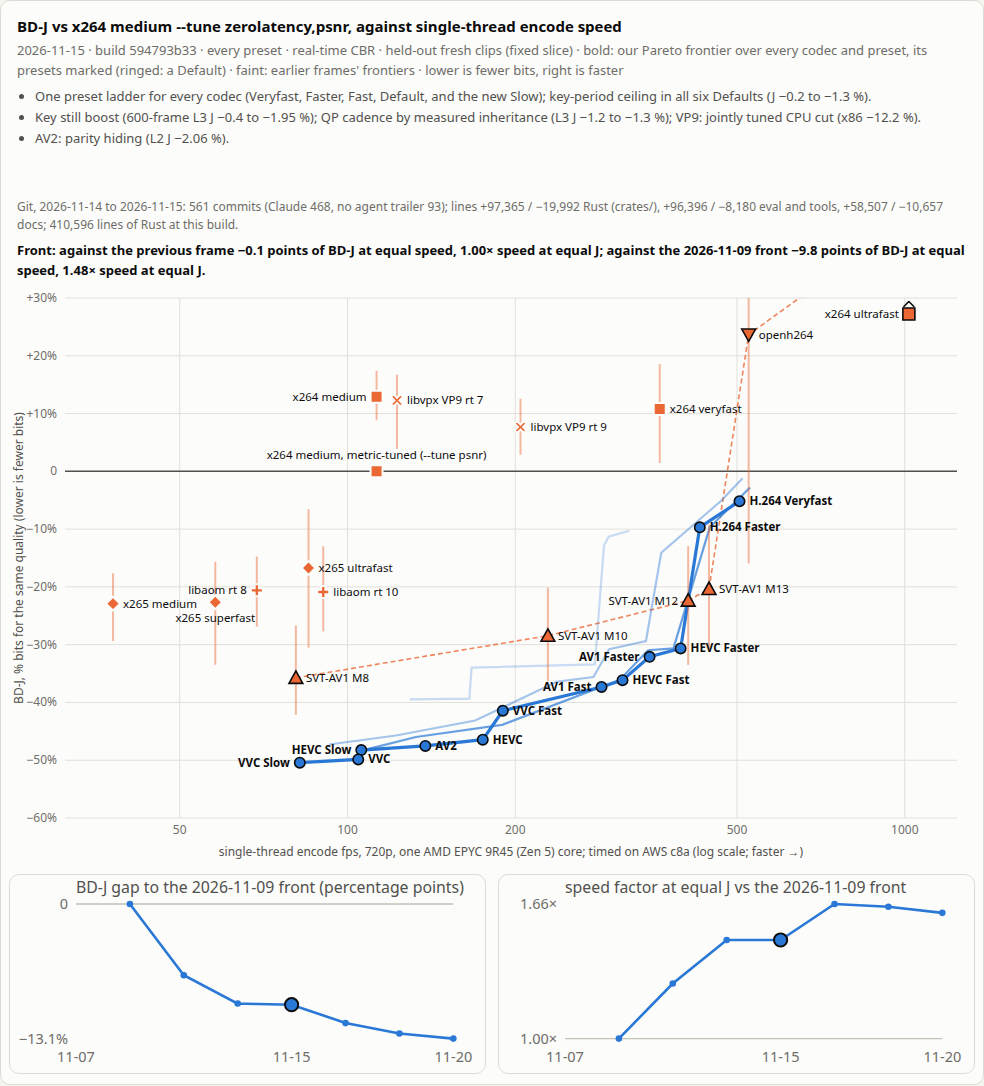 BD-J vs x264 medium --tune zerolatency,psnr, against single-thread encode speed
2026-11-15 · build 594793b33 · every preset · real-time CBR · held-out fresh clips (fixed slice) · bold: our Pareto frontier over every codec and preset, its
presets marked (ringed: a Default) · faint: earlier frames' frontiers · lower is fewer bits, right is faster
• One preset ladder for every codec (Veryfast, Faster, Fast, Default, and the new Slow); key-period ceiling in all six Defaults (J −0.2 to −1.3 %).
• Key still boost (600-frame L3 J −0.4 to −1.95 %); QP cadence by measured inheritance (L3 J −1.2 to −1.3 %); VP9: jointly tuned CPU cut (x86 −12.2 %).
• AV2: parity hiding (L2 J −2.06 %).
Git, 2026-11-14 to 2026-11-15: 561 commits (Claude 468, no agent trailer 93); lines +97,365 / −19,992 Rust (crates/), +96,396 / −8,180 eval and tools, +58,507 / −10,657
docs; 410,596 lines of Rust at this build.
Front: against the previous frame −0.1 points of BD-J at equal speed, 1.00× speed at equal J; against the 2026-11-09 front −9.8 points of BD-J at equal
speed, 1.48× speed at equal J.
+30%
x264 ultrafast
openh264
+20%
x264 medium
libvpx VP9 rt 7
x264 veryfast
+10%
libvpx VP9 rt 9
x264 medium, metric-tuned (--tune psnr)
0
H.264 Veryfast
−10%
H.264 Faster
x265 ultrafast
−20%
libaom rt 8
libaom rt 10
SVT-AV1 M13
x265 medium
SVT-AV1 M12
x265 superfast
SVT-AV1 M10
−30%
HEVC Faster
AV1 Faster
SVT-AV1 M8
HEVC Fast
AV1 Fast
−40%
VVC Fast
HEVC
AV2
HEVC Slow
VVC
VVC Slow
−50%
−60%
BD-J, % bits for the same quality (lower is fewer bits)
50
100
200
500
1000
single-thread encode fps, 720p, one AMD EPYC 9R45 (Zen 5) core; timed on AWS c8a (log scale; faster →)
BD-J gap to the 2026-11-09 front (percentage points)
0
−13.1%
11-07
11-15
11-20
speed factor at equal J vs the 2026-11-09 front
1.66×
1.00×
11-07
11-15
11-20